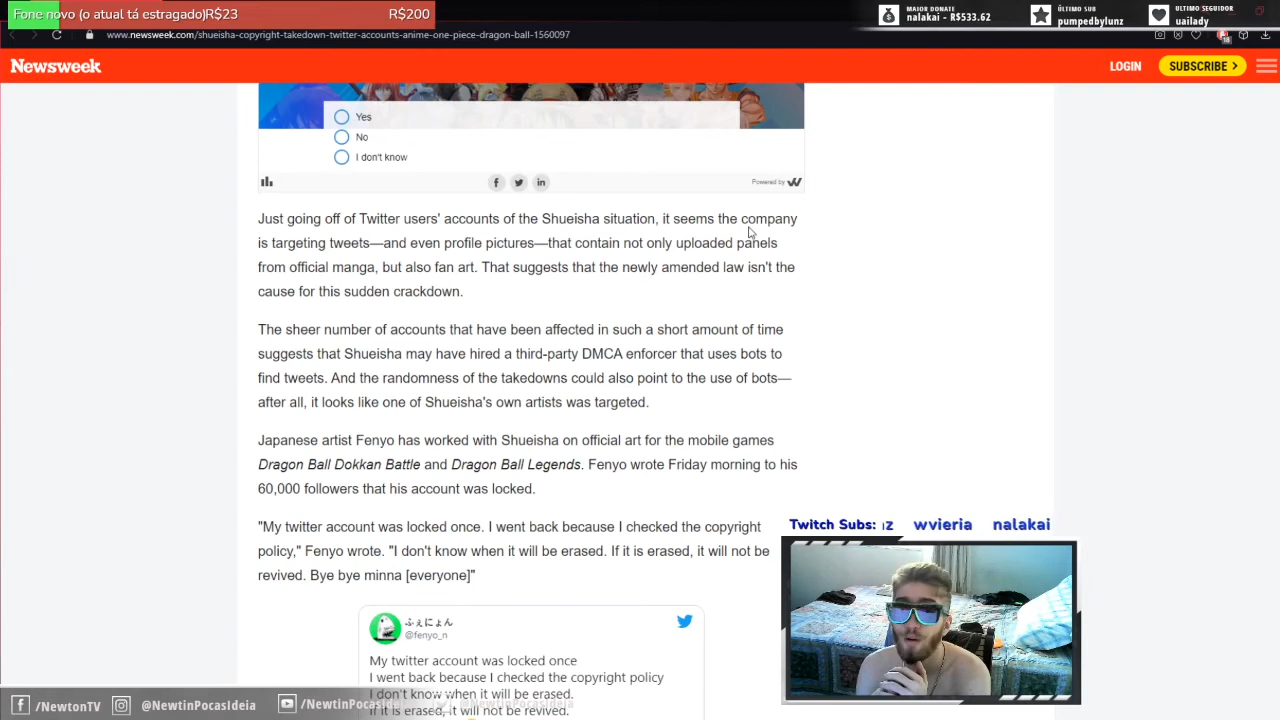 Fone novo (o atual tá estragado)R$23 R$200
MAIOR DONATE
nalakai - R$533.62
ÚLTIMO SUB
pumpedbylunz
ULTIMO SEGUIDOR
uailady
www.newsweek.com/shueisha-copyright-takedown-twitter-accounts-anime-one-piece-dragon-ball-1560097
18
Newsweek
LOGIN
SUBSCRIBE
Yes
No
I don't know
Powered by
Just going off of Twitter users' accounts of the Shueisha situation, it seems the company
is targeting tweets—and even profile pictures—that contain not only uploaded panels
from official manga, but also fan art. That suggests that the newly amended law isn't the
cause for this sudden crackdown.
The sheer number of accounts that have been affected in such a short amount of time
suggests that Shueisha may have hired a third-party DMCA enforcer that uses bots to
find tweets. And the randomness of the takedowns could also point to the use of bots—
after all, it looks like one of Shueisha's own artists was targeted.
Japanese artist Fenyo has worked with Shueisha on official art for the mobile games
Dragon Ball Dokkan Battle and Dragon Ball Legends. Fenyo wrote Friday morning to his
60,000 followers that his account was locked.
"My twitter account was locked once. I went back because I checked the copyright
policy," Fenyo wrote. "I don't know when it will be erased. If it is erased, it will not be
revived. Bye bye minna [everyone]"
Twitch Subs: nz wvieria nalakai
ふぇにょん
@fenyo_n
My twitter account was locked once
I went back because I checked the copyright policy
I don't know when it will be erased.
If it is erased, it will not be revived.
/NewtonTV
@NewtinPocasIdeia
/NewtinPocasIdeia
@NewtinPocasIdeia